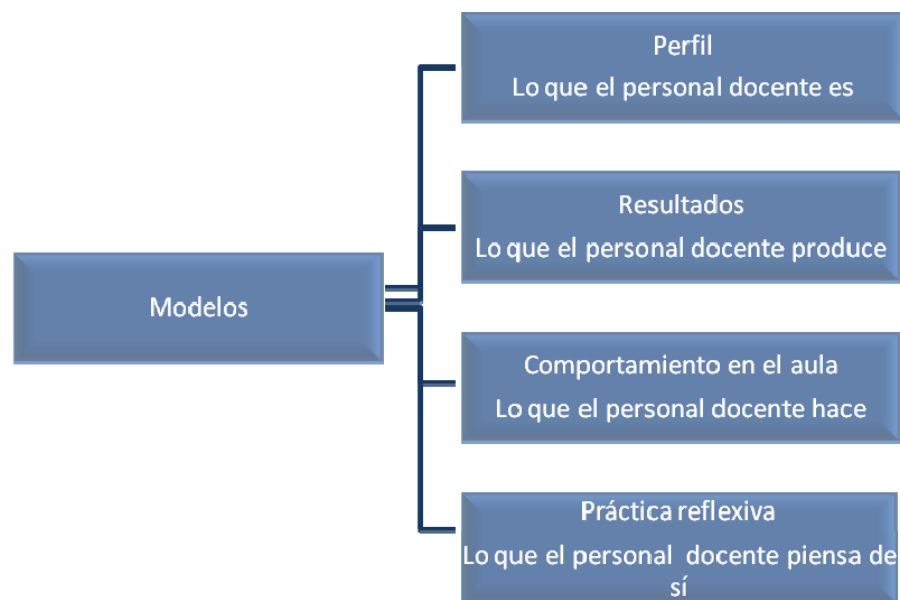 Modelos
Perfil
Lo que el personal docente es
Resultados
Lo que el personal docente produce
Comportamiento en el aula
Lo que el personal docente hace
Práctica reflexiva
Lo que el personal docente piensa de
sí